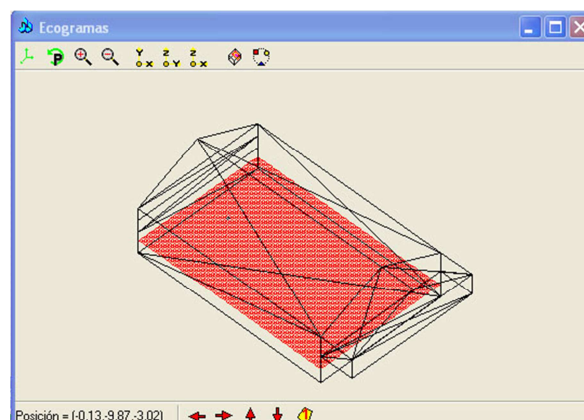 Ecogramas
P Y X Z Y Z X
Posición = (-0.13,-9.87,-3.02)